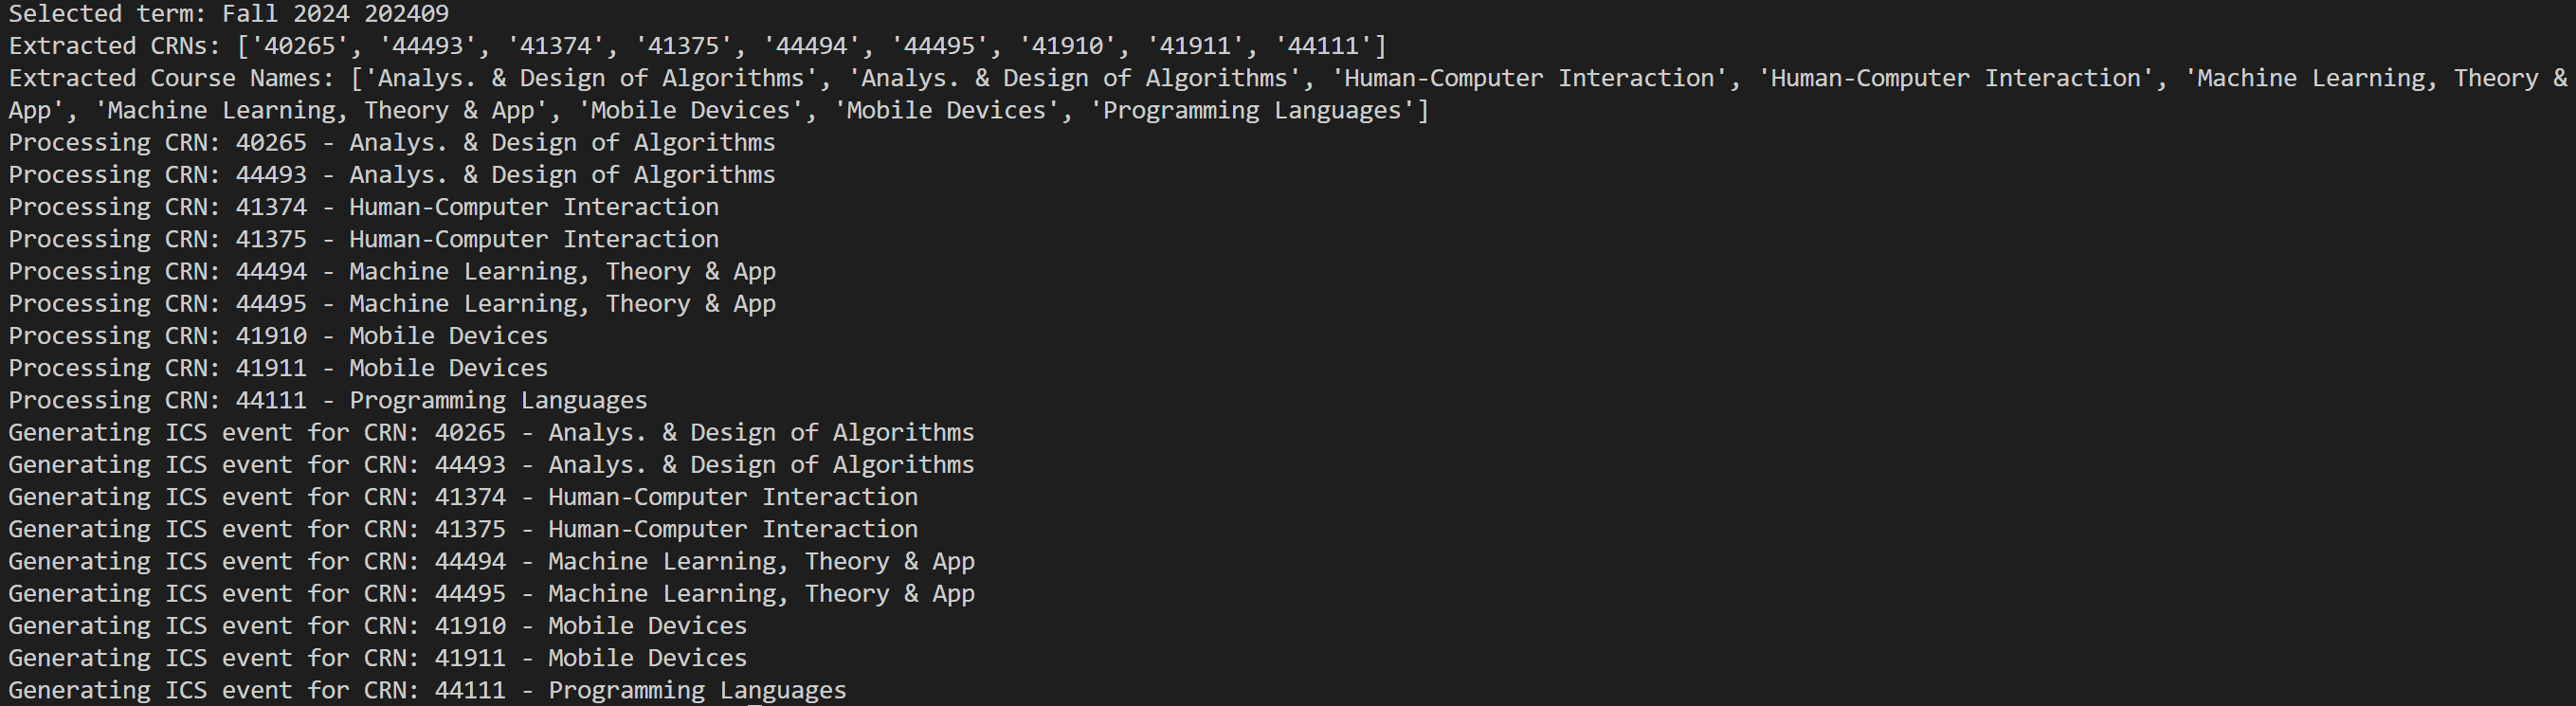 Selected term: Fall 2024 202409
Extracted CRNs: ['40265', '44493', '41374', '41375', '44494', '44495', '41910', '41911', '44111']
Extracted Course Names: ['Analys. & Design of Algorithms', 'Analys. & Design of Algorithms', 'Human-Computer Interaction', 'Human-Computer Interaction', 'Machine Learning, Theory &
App', 'Machine Learning, Theory & App', 'Mobile Devices', 'Mobile Devices', 'Programming Languages']
Processing CRN: 40265 - Analys. & Design of Algorithms
Processing CRN: 44493 - Analys. & Design of Algorithms
Processing CRN: 41374 - Human-Computer Interaction
Processing CRN: 41375 - Human-Computer Interaction
Processing CRN: 44494 - Machine Learning, Theory & App
Processing CRN: 44495 - Machine Learning, Theory & App
Processing CRN: 41910 - Mobile Devices
Processing CRN: 41911 - Mobile Devices
Processing CRN: 44111 - Programming Languages
Generating ICS event for CRN: 40265 - Analys. & Design of Algorithms
Generating ICS event for CRN: 44493 - Analys. & Design of Algorithms
Generating ICS event for CRN: 41374 - Human-Computer Interaction
Generating ICS event for CRN: 41375 - Human-Computer Interaction
Generating ICS event for CRN: 44494 - Machine Learning, Theory & App
Generating ICS event for CRN: 44495 - Machine Learning, Theory & App
Generating ICS event for CRN: 41910 - Mobile Devices
Generating ICS event for CRN: 41911 - Mobile Devices
Generating ICS event for CRN: 44111 - Programming Languages